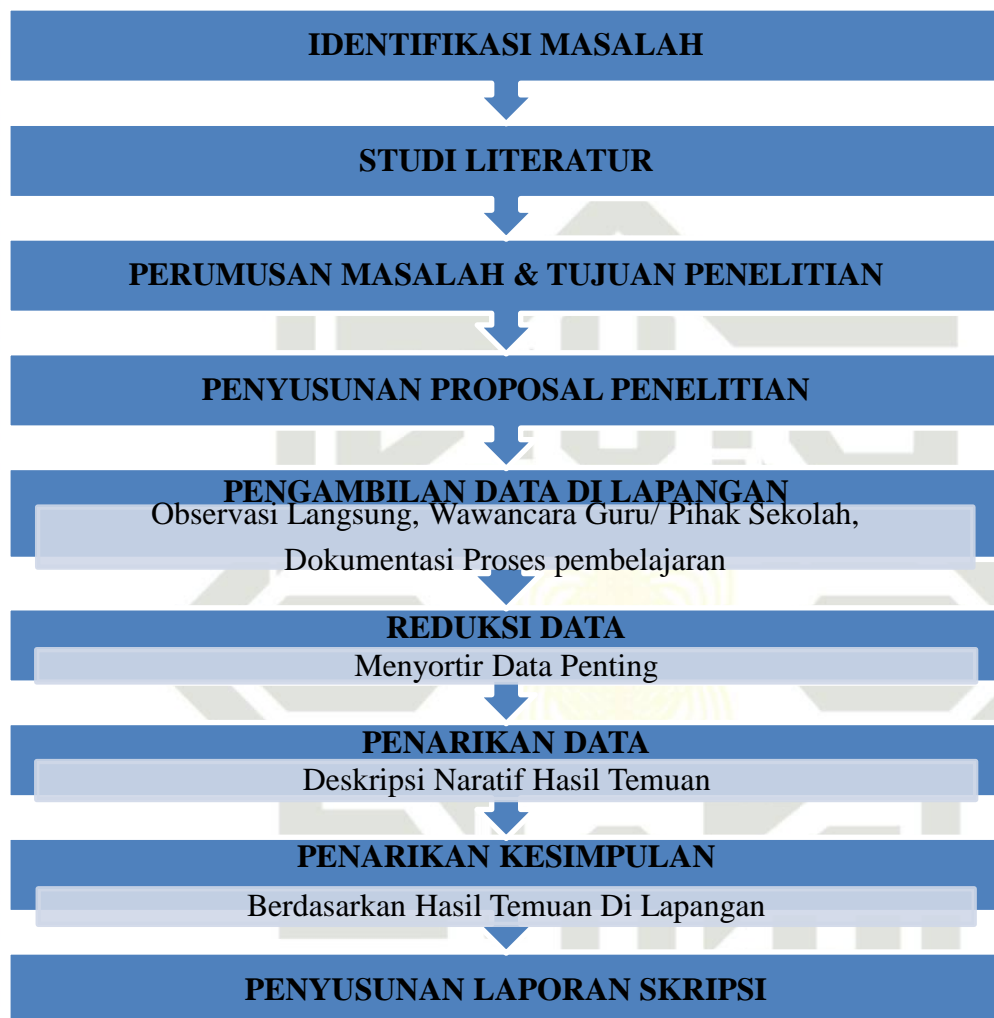 IDENTIFIKASI MASALAH
STUDI LITERATUR
PERUMUSAN MASALAH & TUJUAN PENELITIAN
PENYUSUNAN PROPOSAL PENELITIAN
PENGAMBILAN DATA DI LAPANGAN
Observasi Langsung, Wawancara Guru/ Pihak Sekolah,
Dokumentasi Proses pembelajaran
REDUKSI DATA
Menyortir Data Penting
PENARIKAN DATA
Deskripsi Naratif Hasil Temuan
PENARIKAN KESIMPULAN
Berdasarkan Hasil Temuan Di Lapangan
PENYUSUNAN LAPORAN SKRIPSI